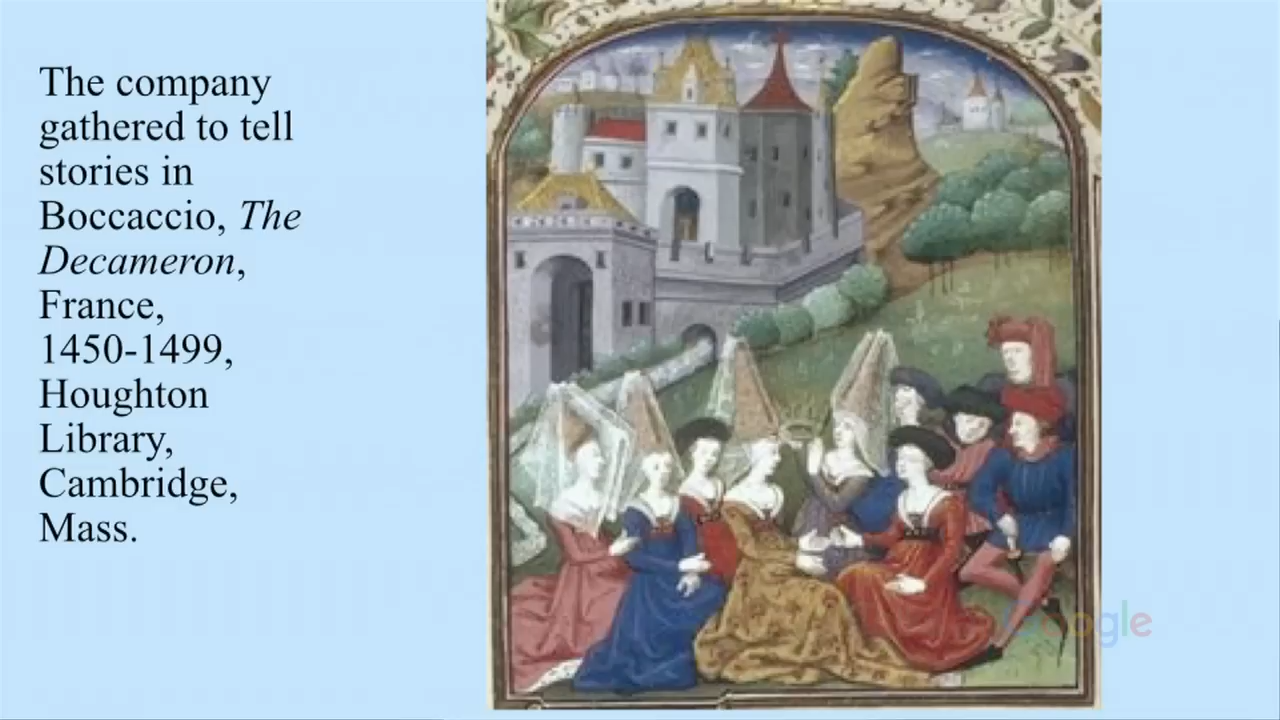 The company
gathered to tell
stories in
Boccaccio, The
Decameron,
France,
1450-1499,
Houghton
Library,
Cambridge,
Mass.
Google